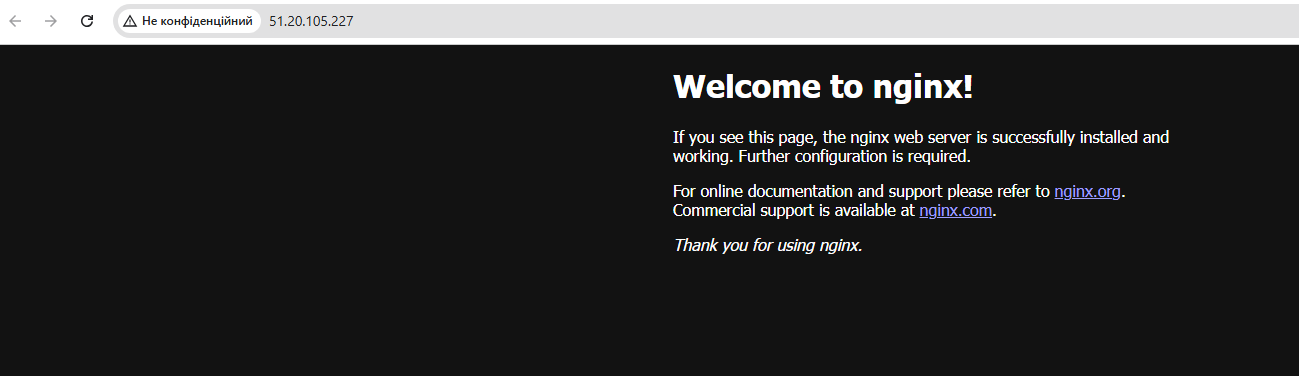 Не конфіденційний 51.20.105.227
Welcome to nginx!
If you see this page, the nginx web server is successfully installed and
working. Further configuration is required.
For online documentation and support please refer to nginx.org.
Commercial support is available at nginx.com.
Thank you for using nginx.